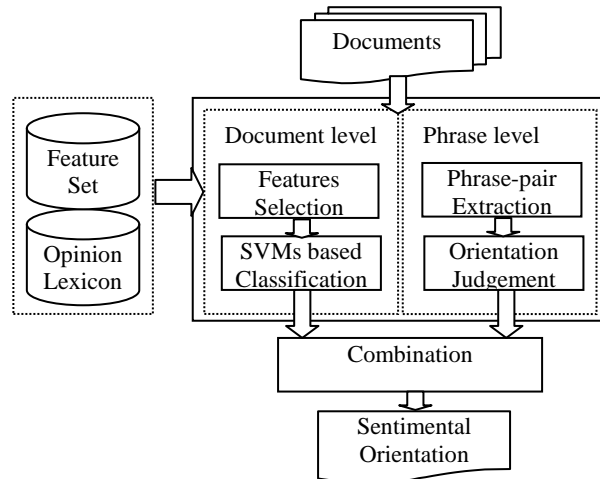 Documents
Document level
Phrase level
Feature
Set
Opinion
Lexicon
Features
Selection
SVMs based
Classification
Phrase-pair
Extraction
Orientation
Judgement
Combination
Sentimental
Orientation